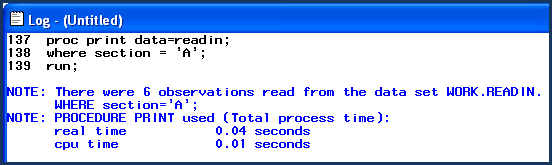 Log - (Untitled)
137  proc print data=readin;
138  where section = 'A';
139  run;
NOTE: There were 6 observations read from the data set WORK.READIN.
      WHERE section='A';
NOTE: PROCEDURE PRINT used (Total process time):
      real time           0.04 seconds
      cpu time            0.01 seconds